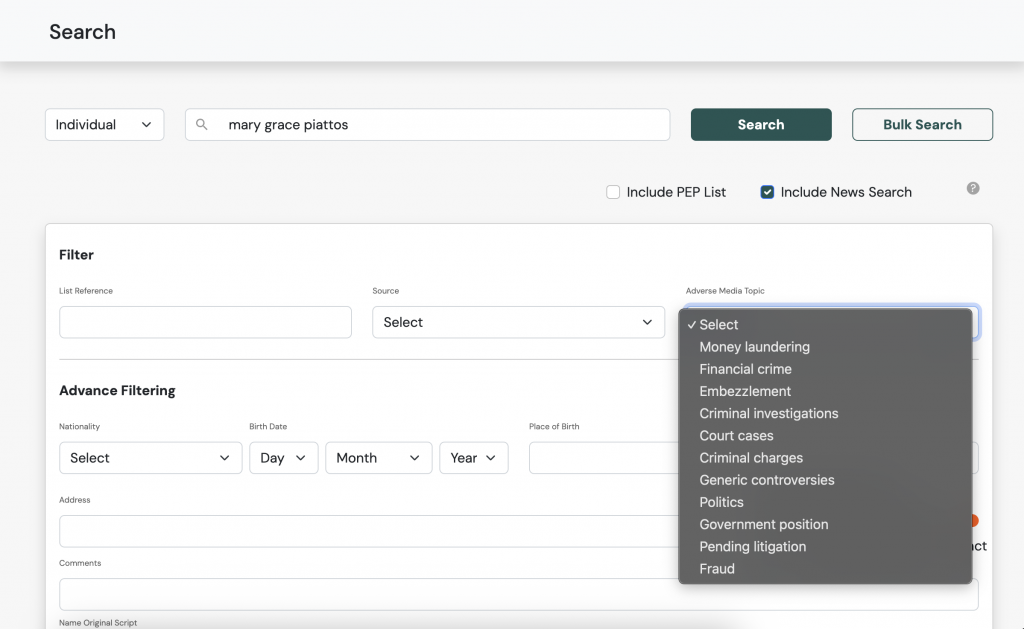 Search
Individual
mary grace piattos
Search
Bulk Search
Include PEP List
Include News Search
?
Filter
List Reference
Source
Adverse Media Topic
Select
✓ Select
Money laundering
Financial crime
Embezzlement
Criminal investigations
Court cases
Criminal charges
Generic controversies
Politics
Government position
Pending litigation
Fraud
Advance Filtering
Nationality
Birth Date
Place of Birth
Select
Day
Month
Year
Address
Comments
Name Original Script